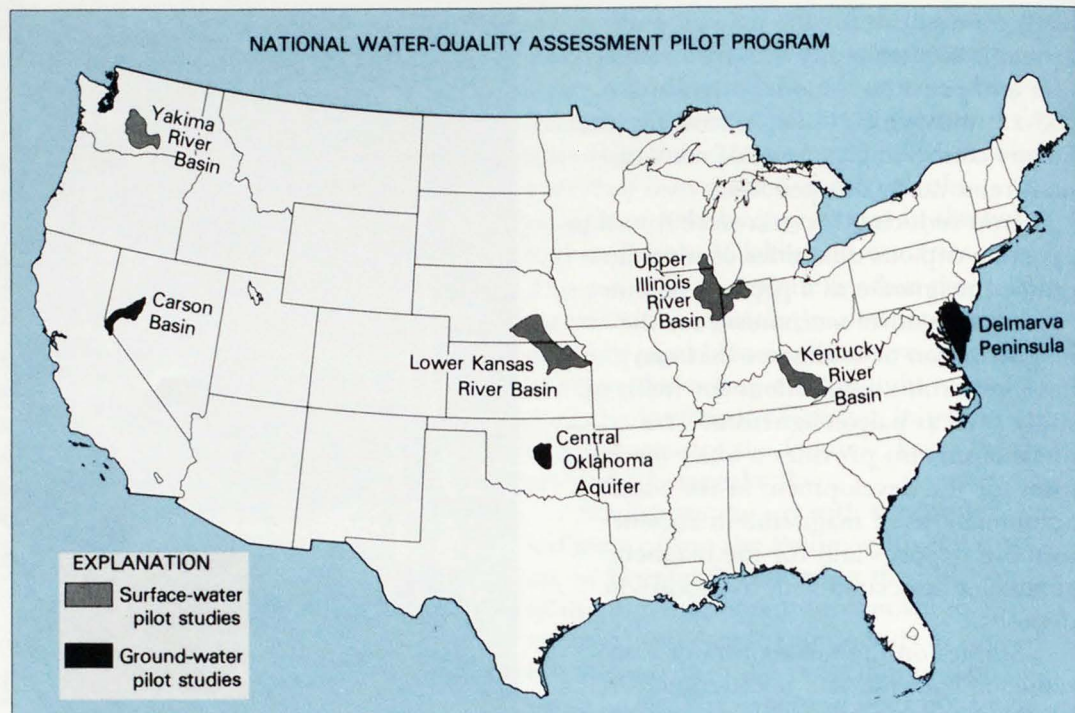 NATIONAL WATER-QUALITY ASSESSMENT PILOT PROGRAM
Yakima
River
Basin
Carson
Basin
Upper
Illinois
River
Basin
Lower Kansas
River Basin
Kentucky
River
Basin
Delmarva
Peninsula
Central
Oklahoma
Aquifer
EXPLANATION
Surface-water
pilot studies
Ground-water
pilot studies